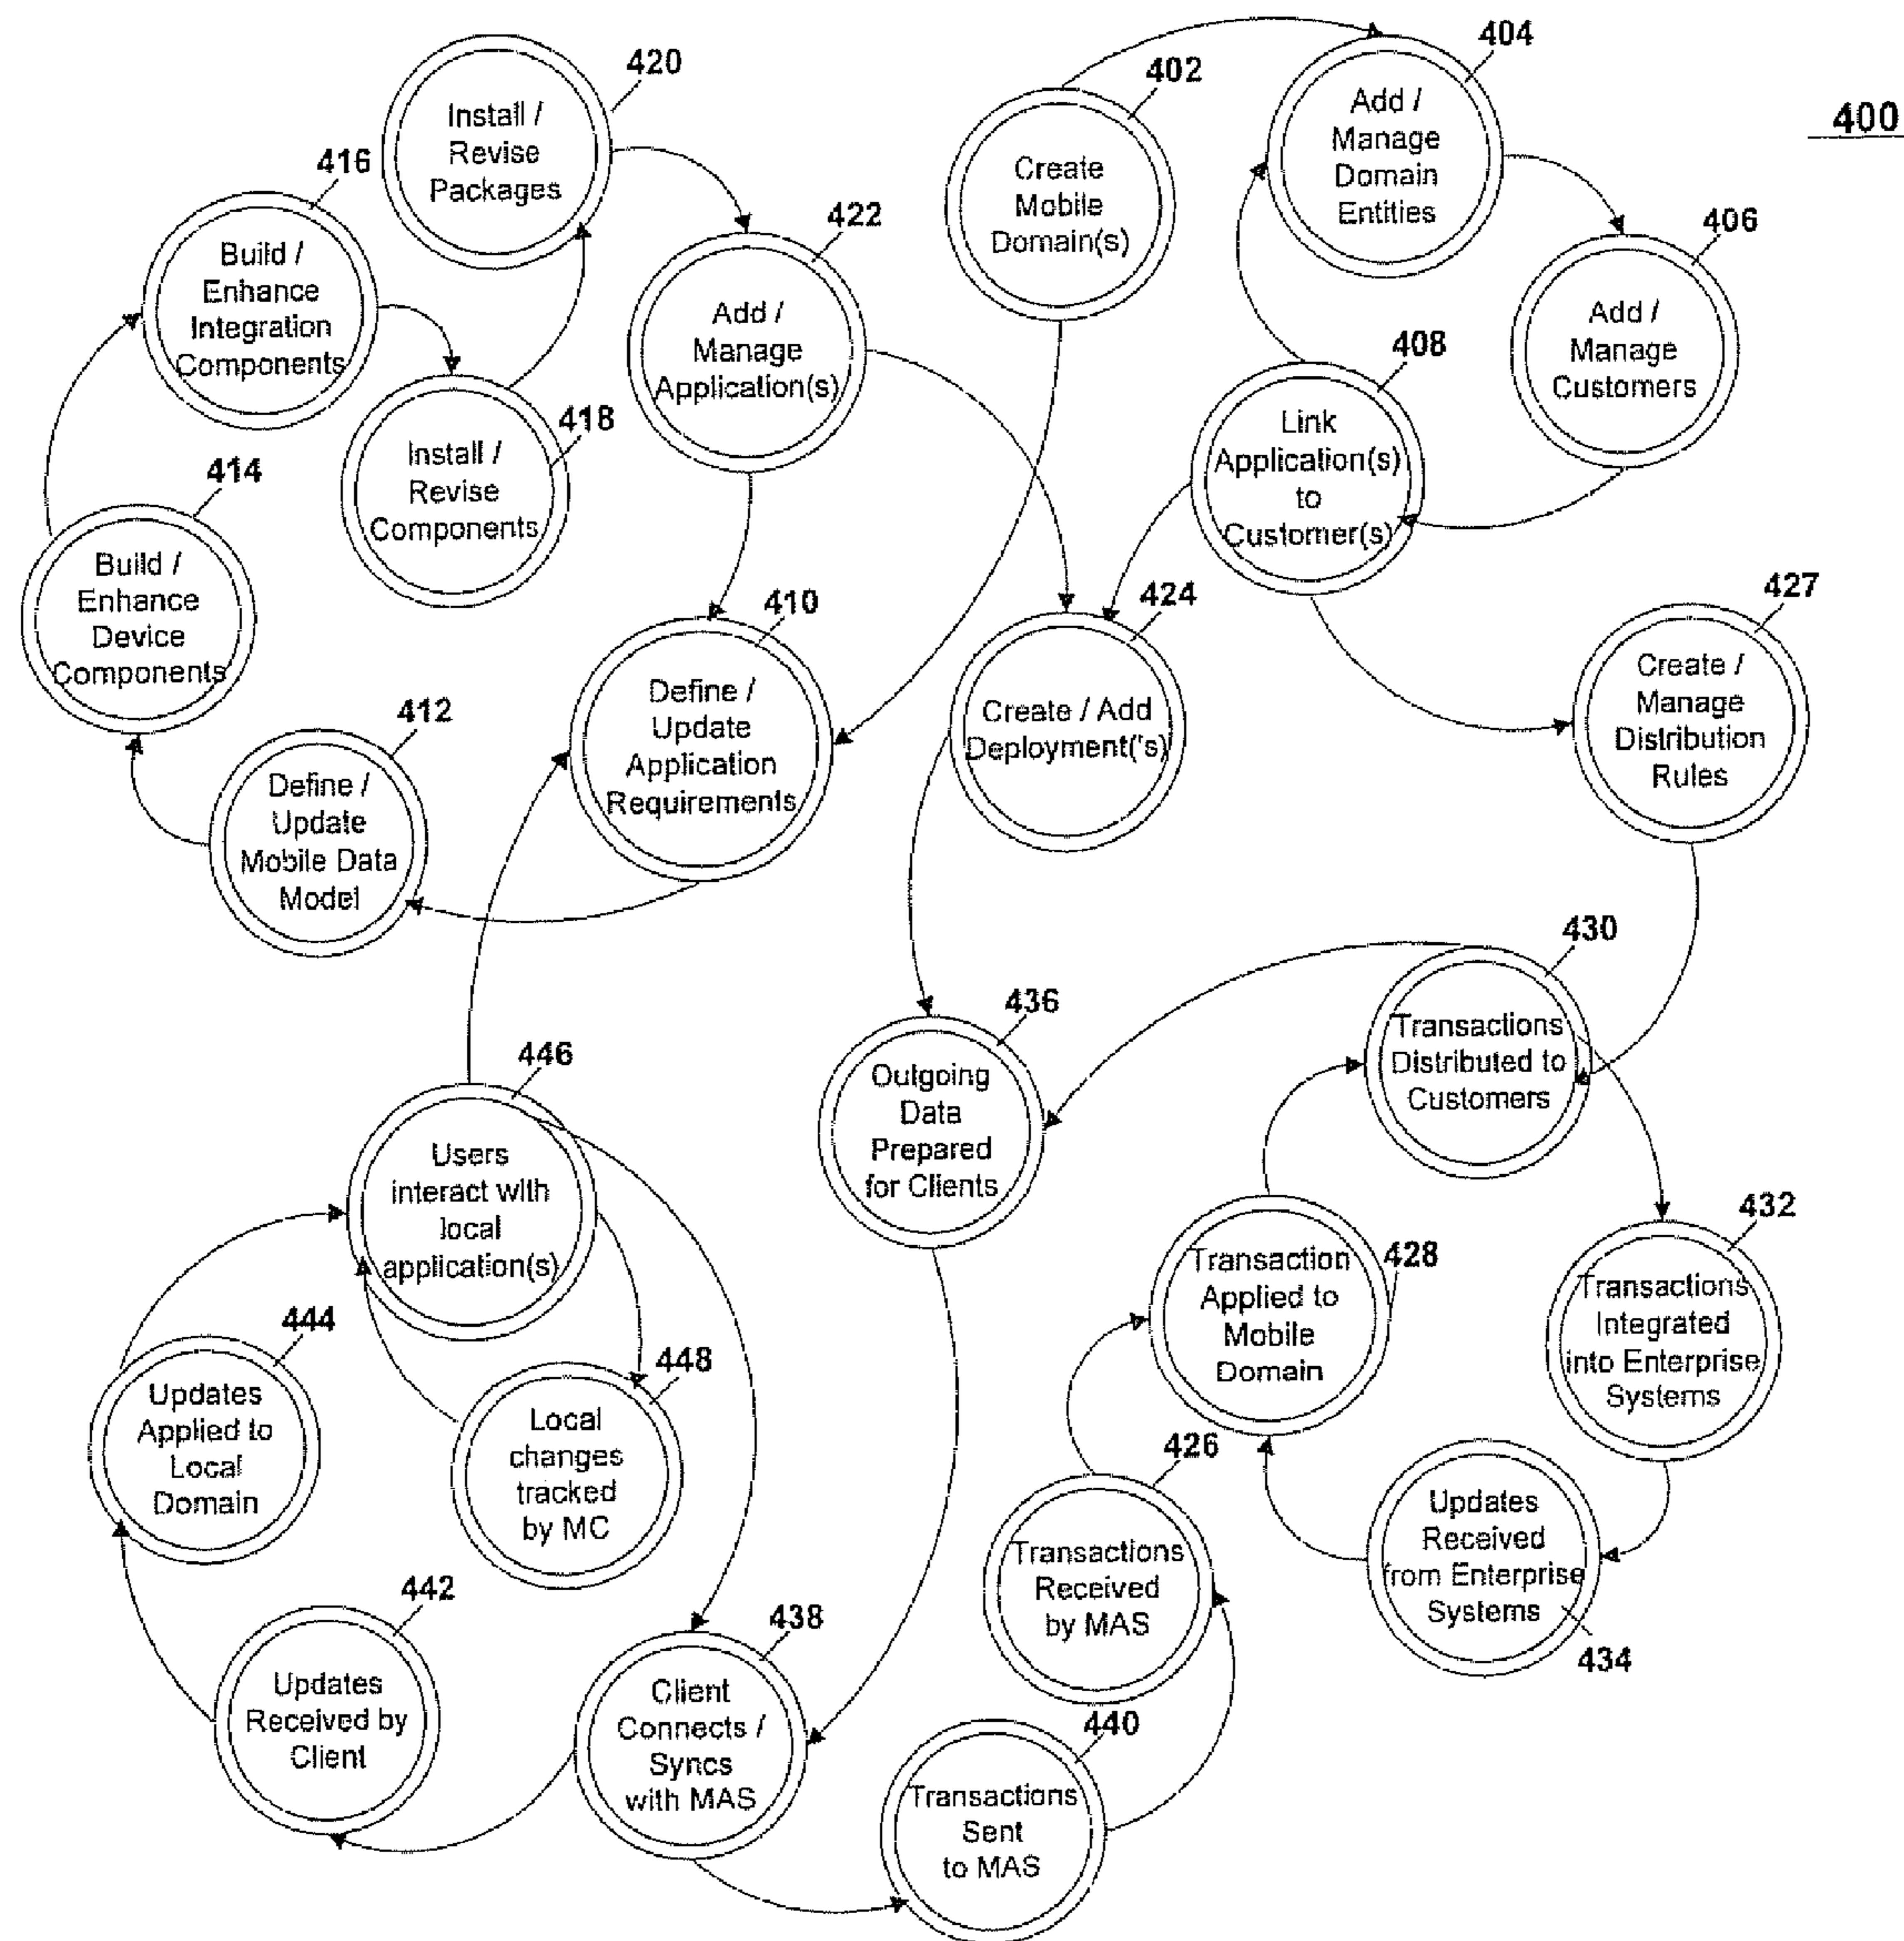 400
420
Install /
Revise
Packages
402
Create
Mobile
Domain(s)
404
Add /
Manage
Domain
Entities
416
Build /
Enhance
Integration
Components
422
Add /
Manage
Application(s)
406
Add /
Manage
Customers
408
Link
Application(s)
to
Customer(s)
418
Install /
Revise
Components
414
Build /
Enhance
Device
Components
410
Define /
Update
Application
Requirements
424
Create / Add
Deployment('s)
427
Create /
Manage
Distribution
Rules
412
Define /
Update
Mobile Data
Model
430
Transactions
Distributed to
Customers
436
Outgoing
Data
Prepared
for Clients
446
Users
interact with
local
application(s)
432
Transactions
Integrated
into Enterprise
Systems
428
Transaction
Applied to
Mobile
Domain
444
Updates
Applied to
Local
Domain
448
Local
changes
tracked
by MC
426
Transactions
Received
by MAS
Updates
Received
from Enterprise
Systems
434
442
Updates
Received by
Client
438
Client
Connects /
Syncs
with MAS
440
Transactions
Sent
to MAS